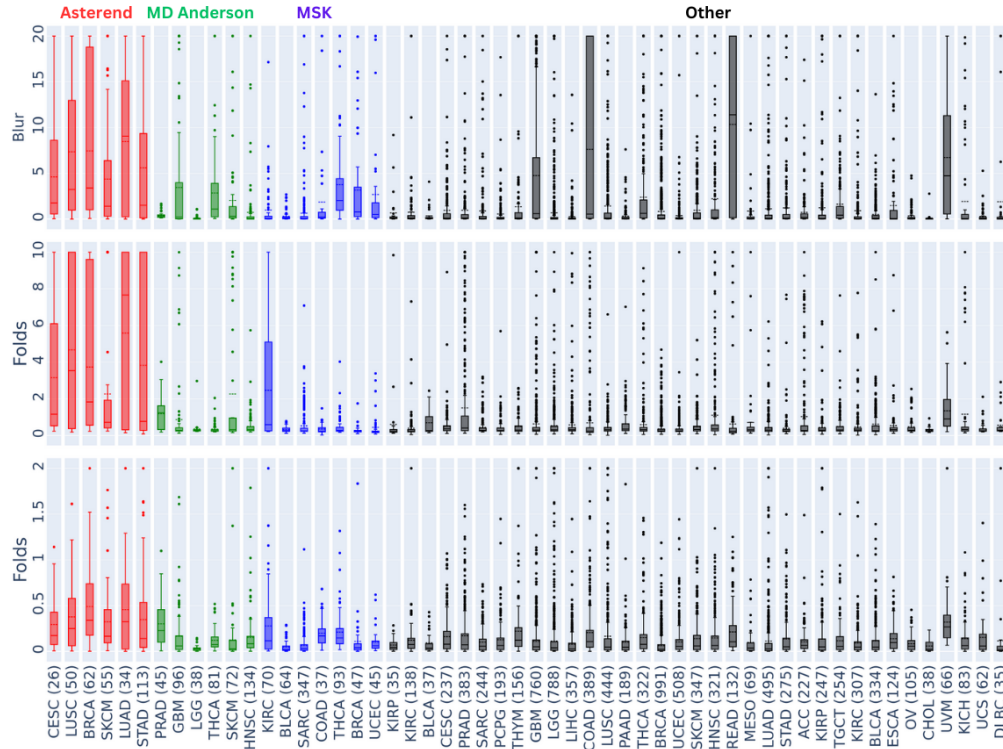 Asterend MD Anderson MSK Other
20
15
10
5
0
Blur
10
8
6
4
2
0
Folds
2
1.5
1
0.5
0
Folds
CESC (26)
LUSC (50)
BRCA (62)
SKCM (55)
LUAD (34)
STAD (113)
PRAD (45)
GBM (96)
LGG (38)
THCA (81)
SKCM (72)
HNSC (134)
KIRC (70)
BLCA (64)
SARC (347)
COAD (37)
THCA (93)
BRCA (47)
UCEC (45)
KIRP (35)
KIRC (138)
BLCA (37)
CESC (237)
PRAD (383)
SARC (244)
PCPG (193)
THYM (156)
GBM (760)
LGG (788)
LIHC (357)
COAD (389)
LUSC (444)
PAAD (189)
THCA (322)
BRCA (991)
UCEC (508)
SKCM (347)
HNSC (321)
READ (132)
MESO (69)
LUAD (495)
STAD (275)
ACC (227)
KIRP (247)
TGCT (254)
KIRC (307)
BLCA (334)
ESCA (124)
OV (105)
CHOL (38)
UVM (66)
KICH (83)
UCS (62)
DLBC (35)